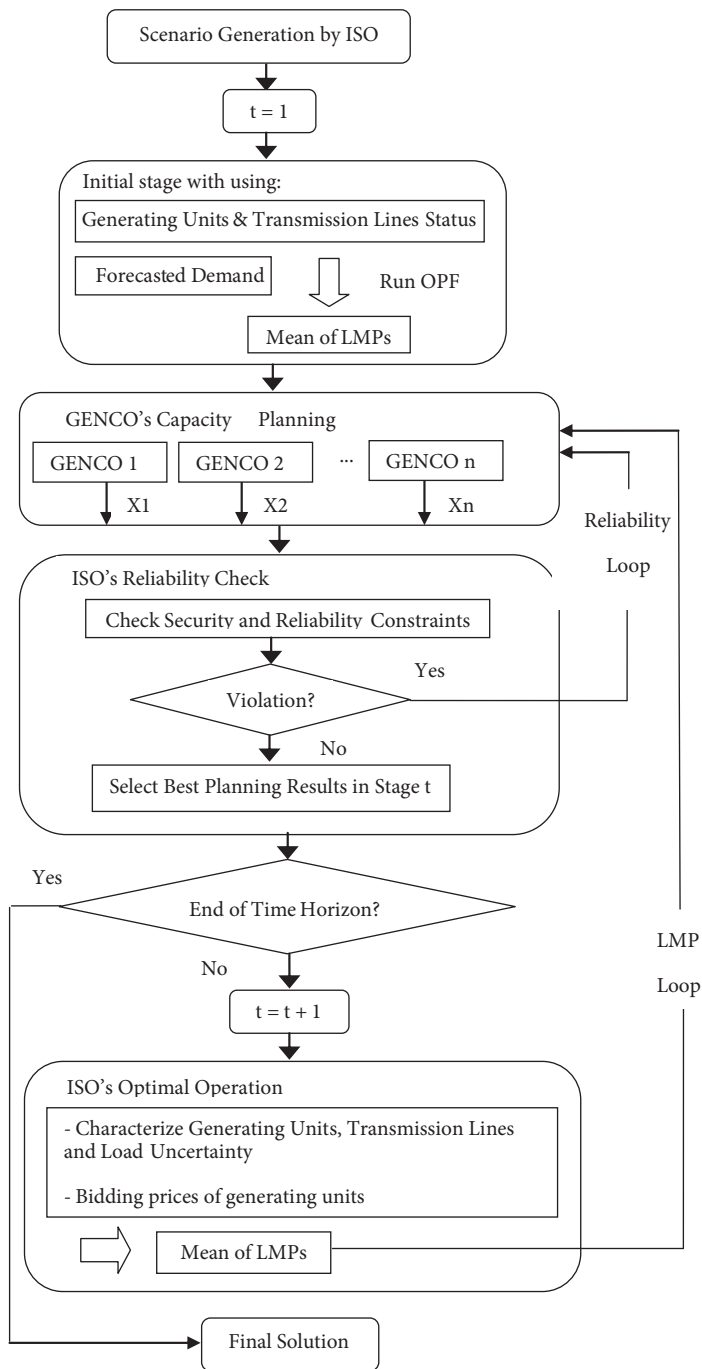 Scenario Generation by ISO
t = 1
Initial stage with using:
Generating Units & Transmission Lines Status
Forecasted Demand
Run OPF
Mean of LMPs
GENCO's Capacity Planning
GENCO 1
GENCO 2
...
GENCO n
X1
X2
Xn
Reliability
Loop
ISO's Reliability Check
Check Security and Reliability Constraints
Yes
Violation?
No
Select Best Planning Results in Stage t
Yes
End of Time Horizon?
No
LMP
Loop
t = t + 1
ISO's Optimal Operation
- Characterize Generating Units, Transmission Lines
and Load Uncertainty
- Bidding prices of generating units
Mean of LMPs
Final Solution